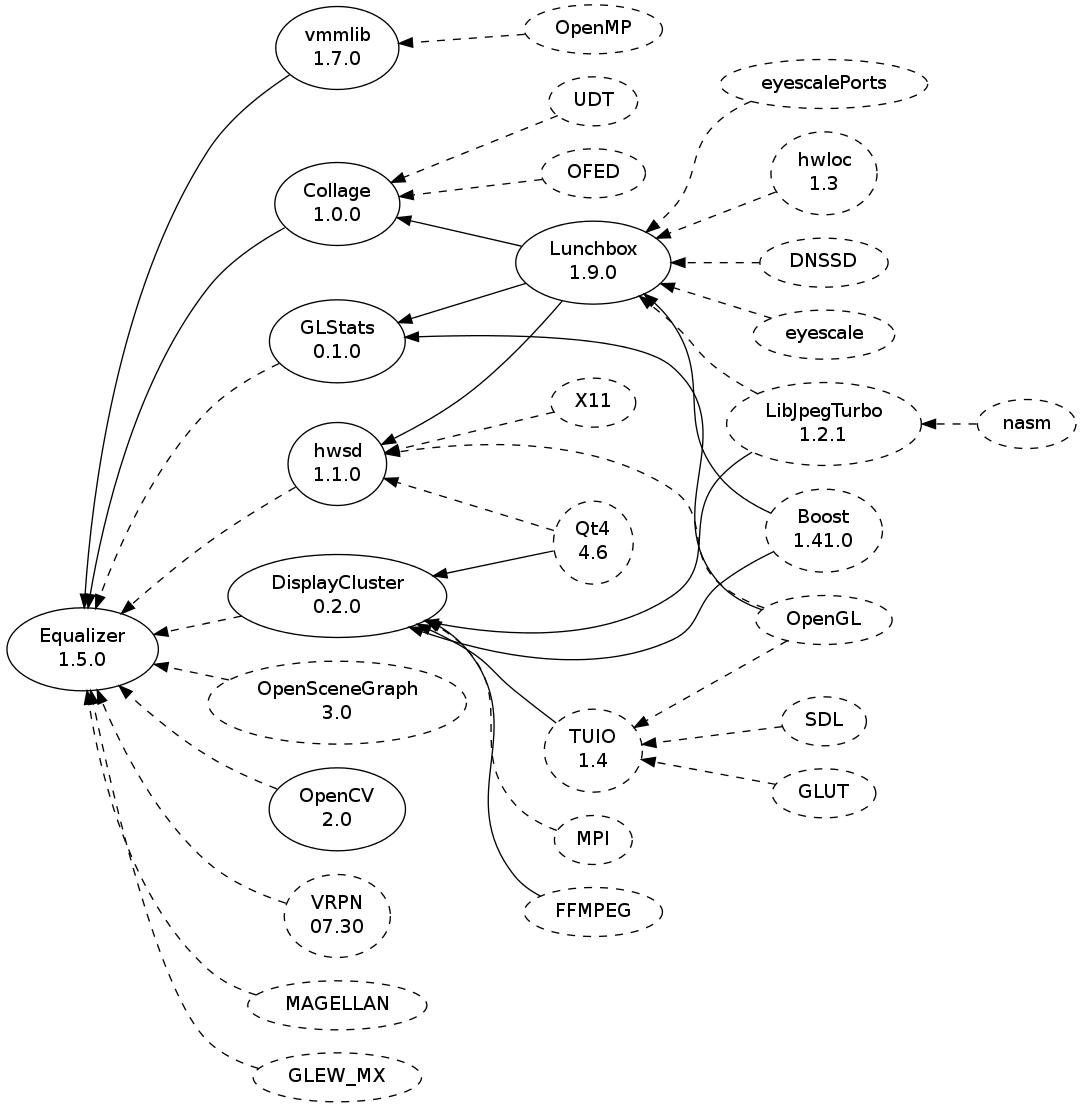 vmmlib
1.7.0
OpenMP
eyescalePorts
UDT
hwloc
1.3
OFED
Collage
1.0.0
Lunchbox
1.9.0
DNSSD
GLStats
0.1.0
eyescale
X11
LibJpegTurbo
1.2.1
nasm
hwsd
1.1.0
Qt4
4.6
Boost
1.41.0
DisplayCluster
0.2.0
OpenGL
Equalizer
1.5.0
OpenSceneGraph
3.0
TUIO
1.4
SDL
GLUT
OpenCV
2.0
MPI
VRPN
07.30
FFMPEG
MAGELLAN
GLEW_MX